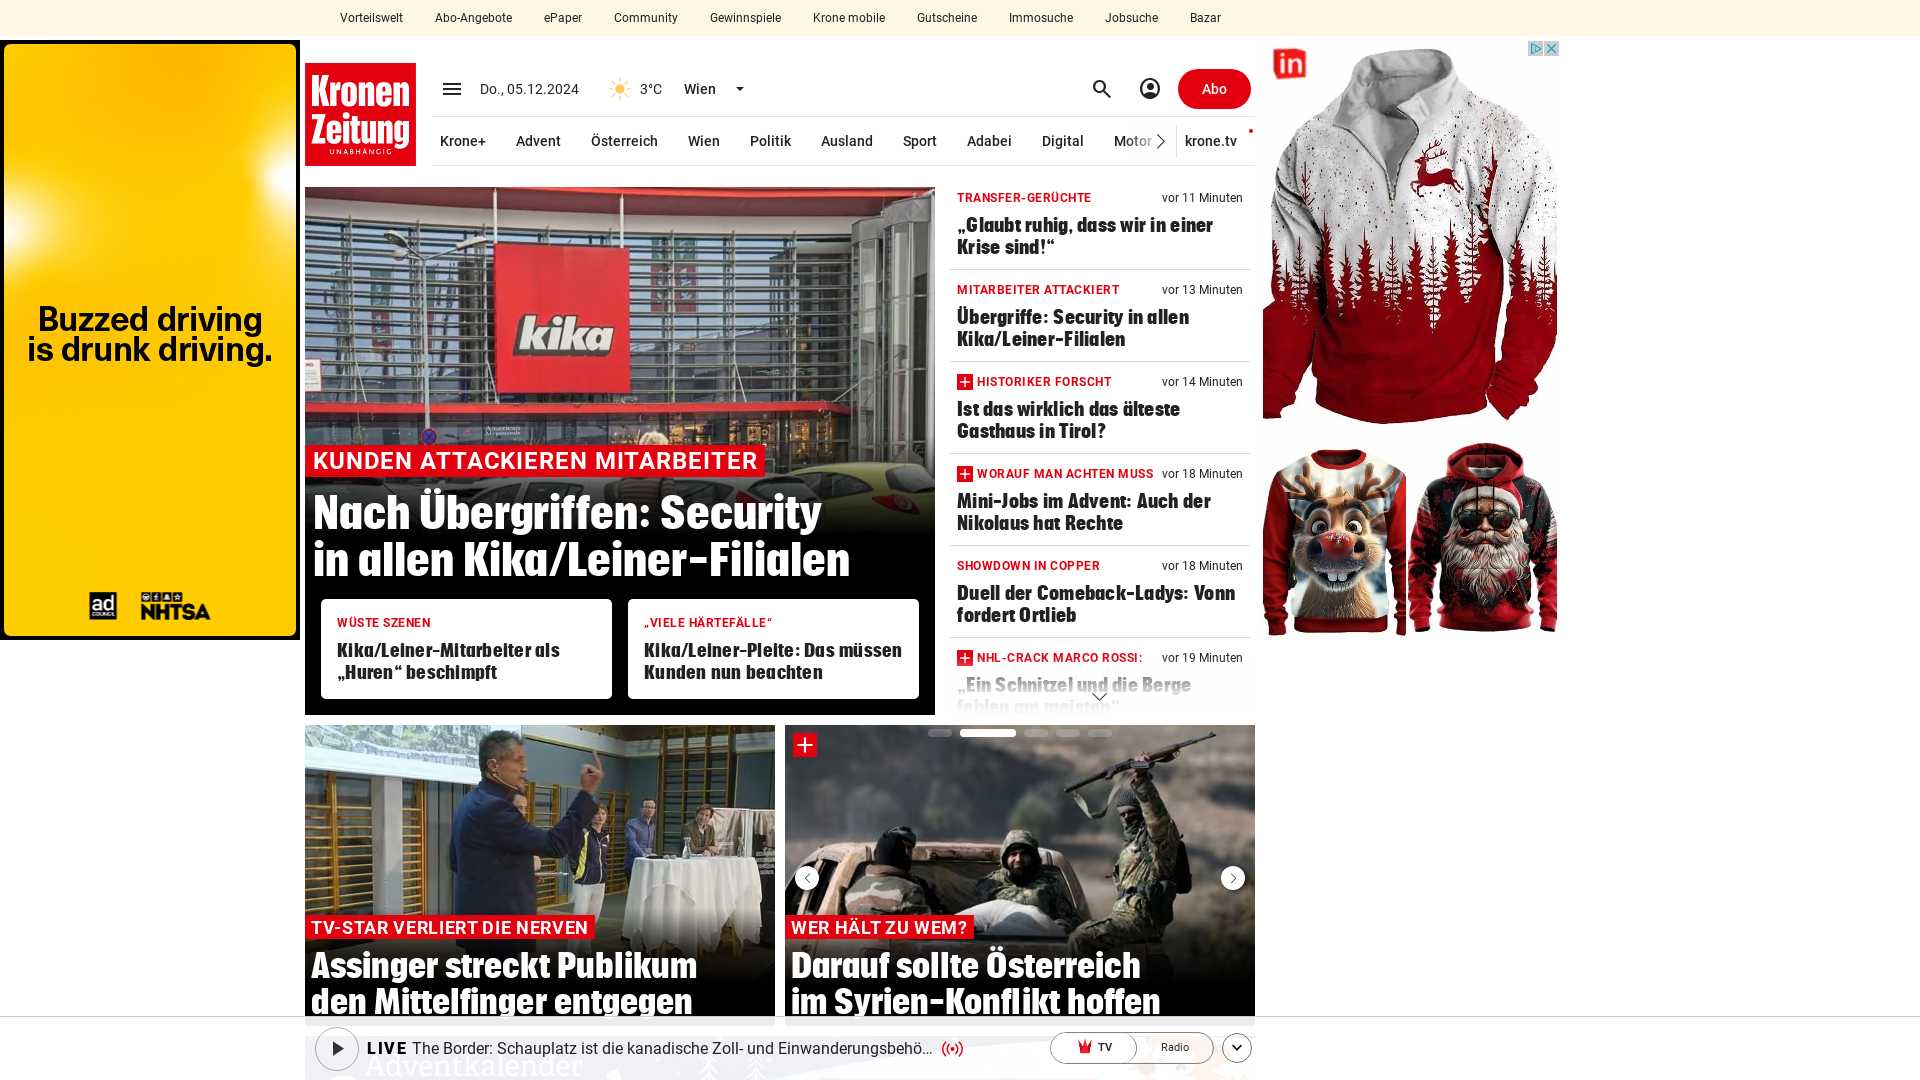 Vorteilswelt
Abo-Angebote
ePaper
Community
Gewinnspiele
Krone mobile
Gutscheine
Immosuche
Jobsuche
Bazar
Buzzed driving
is drunk driving.
ad
COUNCIL
NHTSA
Kronen
Zeitung
UNABHÄNGIG
Do., 05.12.2024
3°C
Wien
Abo
Krone+
Advent
Österreich
Wien
Politik
Ausland
Sport
Adabei
Digital
Motor
krone.tv
in
kika
KUNDEN ATTACKIEREN MITARBEITER
Nach Übergriffen: Security
in allen Kika/Leiner-Filialen
WÜSTE SZENEN
Kika/Leiner-Mitarbeiter als
„Huren“ beschimpft
„VIELE HÄRTEFÄLLE“
Kika/Leiner-Pleite: Das müssen
Kunden nun beachten
TRANSFER-GERÜCHTE vor 11 Minuten
„Glaubt ruhig, dass wir in einer
Krise sind!“
MITARBEITER ATTACKIERT vor 13 Minuten
Übergriffe: Security in allen
Kika/Leiner-Filialen
HISTORIKER FORSCHT vor 14 Minuten
Ist das wirklich das älteste
Gasthaus in Tirol?
WORAUF MAN ACHTEN MUSS vor 18 Minuten
Mini-Jobs im Advent: Auch der
Nikolaus hat Rechte
SHOWDOWN IN COPPER vor 18 Minuten
Duell der Comeback-Ladys: Vonn
fordert Ortlieb
NHL-CRACK MARCO ROSSI: vor 19 Minuten
„Ein Schnitzel und die Berge
fehlen am meisten“
TV-STAR VERLIERT DIE NERVEN
Assinger streckt Publikum
den Mittelfinger entgegen
WER HÄLT ZU WEM?
Darauf sollte Österreich
im Syrien-Konflikt hoffen
LIVE The Border: Schauplatz ist die kanadische Zoll- und Einwanderungsbehö...
TV
Radio
Adventkalender